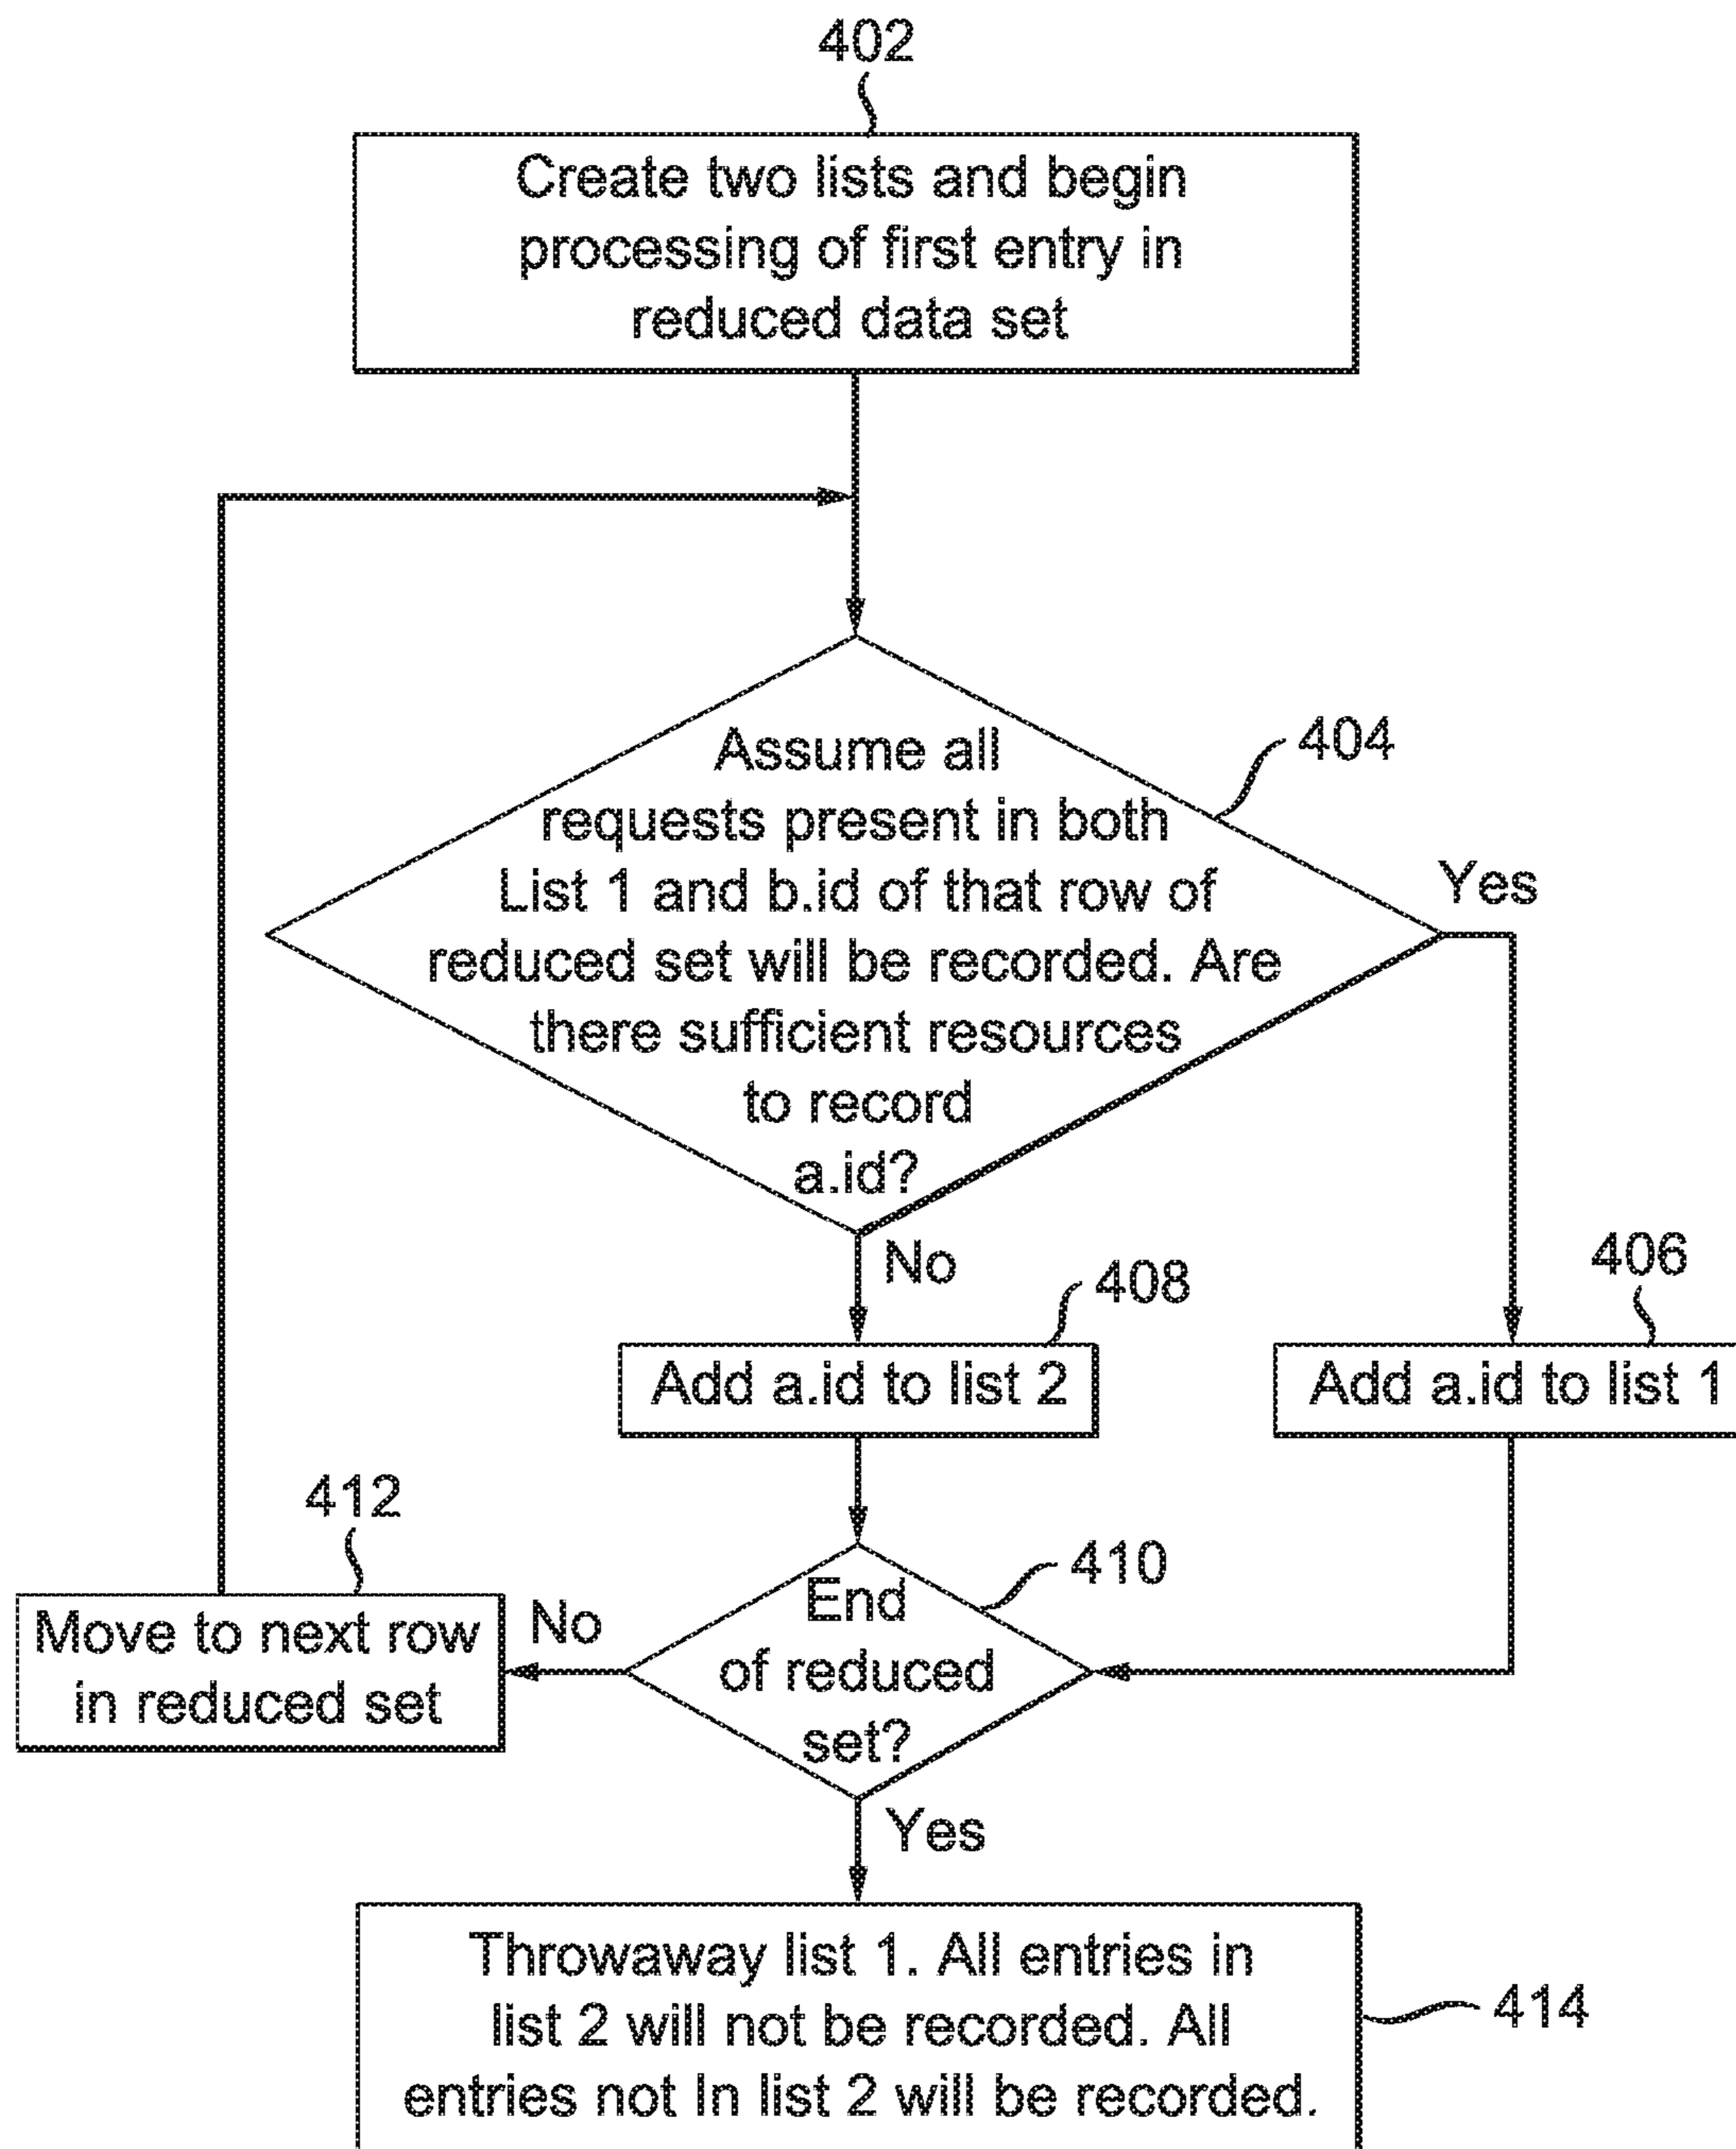 402
Create two lists and begin
processing of first entry in
reduced data set
404
Assume all
requests present in both
List 1 and b.id of that row of
reduced set will be recorded. Are
there sufficient resources
to record
a.id?
Yes
No
408
406
Add a.id to list 2
Add a.id to list 1
412
410
Move to next row
in reduced set
No
End
of reduced
set?
Yes
Throwaway list 1. All entries in
list 2 will not be recorded. All
entries not In list 2 will be recorded.
414